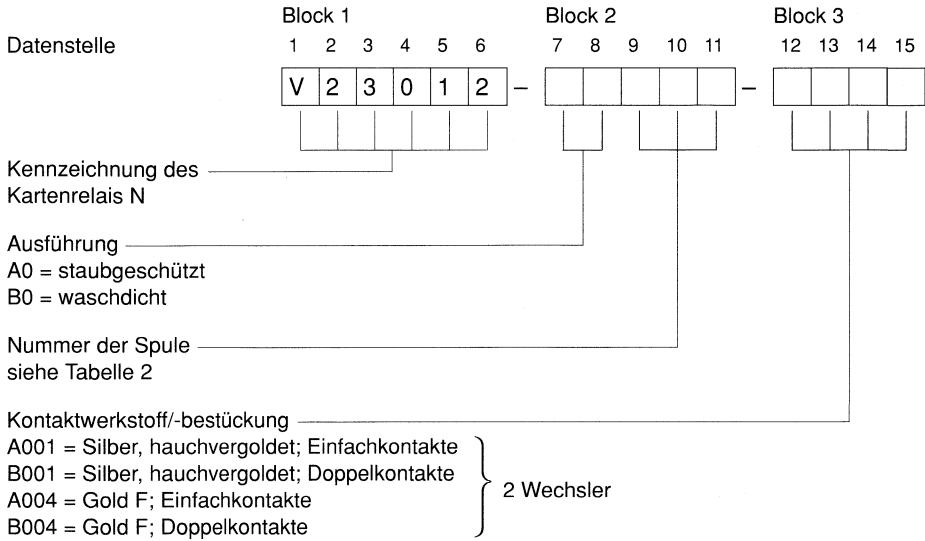 Block 1 Block 2 Block 3
Datenstelle 1 2 3 4 5 6 7 8 9 10 11 12 13 14 15
V 2 3 0 1 2 – –
Kennzeichnung des
Kartenrelais N
Ausführung
A0 = staubgeschützt
B0 = waschdicht
Nummer der Spule
siehe Tabelle 2
Kontaktwerkstoff/-bestückung
A001 = Silber, hauchvergoldet; Einfachkontakte
B001 = Silber, hauchvergoldet; Doppelkontakte
2 Wechsler
A004 = Gold F; Einfachkontakte
B004 = Gold F; Doppelkontakte